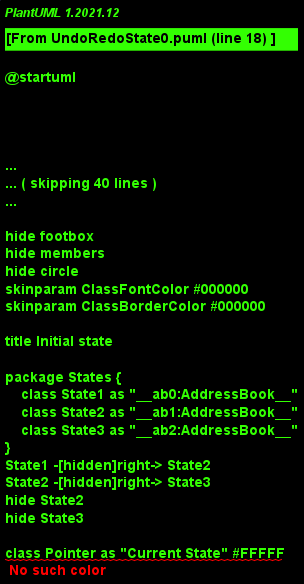 PlantUML 1.2021.12
[From UndoRedoState0.puml (line 18) ]
@startuml
...
... ( skipping 40 lines )
...
hide footbox
hide members
hide circle
skinparam ClassFontColor #000000
skinparam ClassBorderColor #000000
title Initial state
package States {
class State1 as "__ab0:AddressBook__"
class State2 as "__ab1:AddressBook__"
class State3 as "__ab2:AddressBook__"
}
State1 -[hidden]right-> State2
State2 -[hidden]right-> State3
hide State2
hide State3
class Pointer as "Current State" #FFFFF
No such color